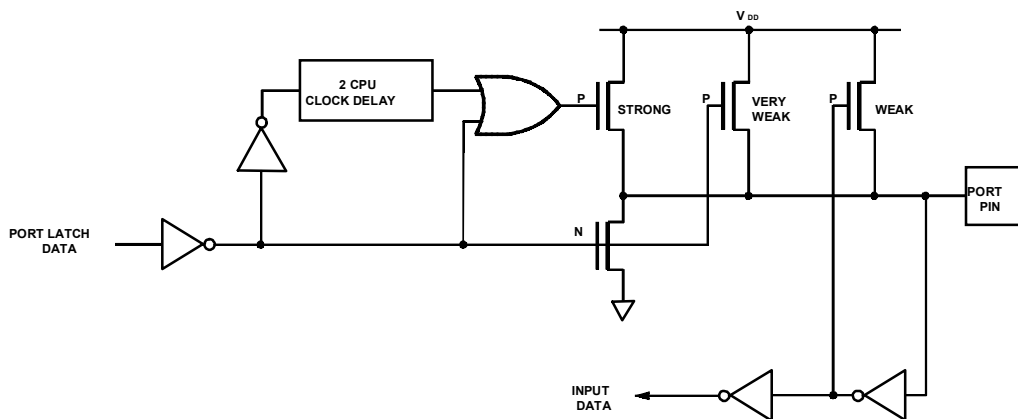 V DD
2 CPU
CLOCK DELAY
P
STRONG
P
VERY
WEAK
P
WEAK
PORT
PIN
PORT LATCH
DATA
N
INPUT
DATA